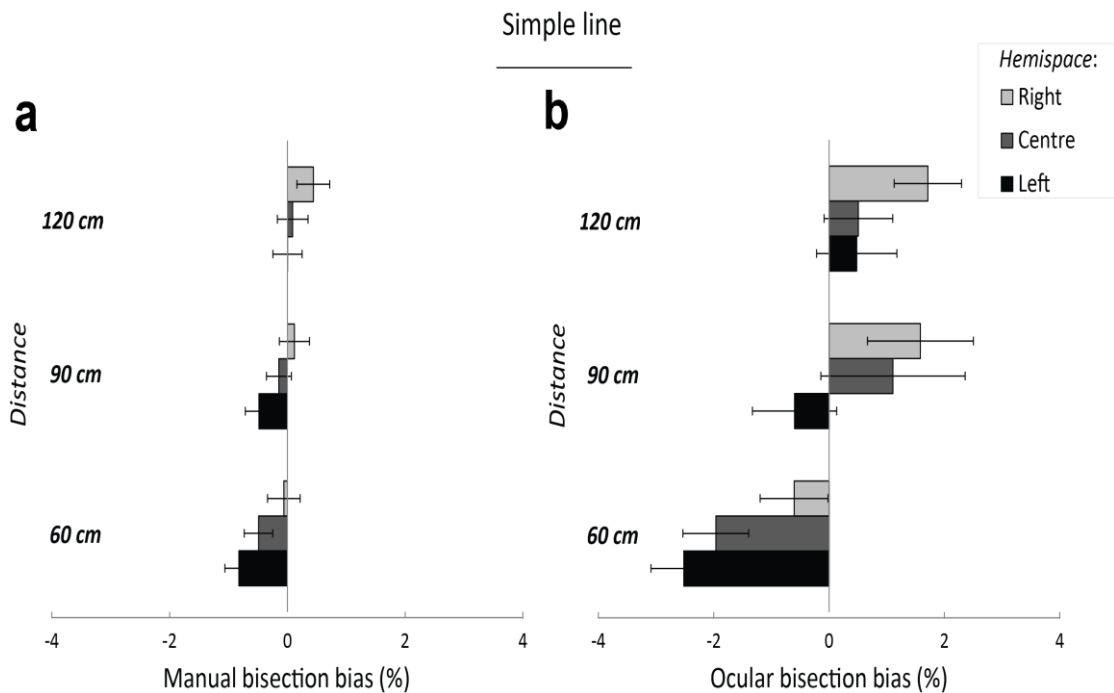 Simple line
Hemispace:
Right
Centre
Left
a
120 cm
90 cm
60 cm
Distance
-4
-2
0
2
4
Manual bisection bias (%)
b
120 cm
90 cm
60 cm
Distance
-4
-2
0
2
4
Ocular bisection bias (%)